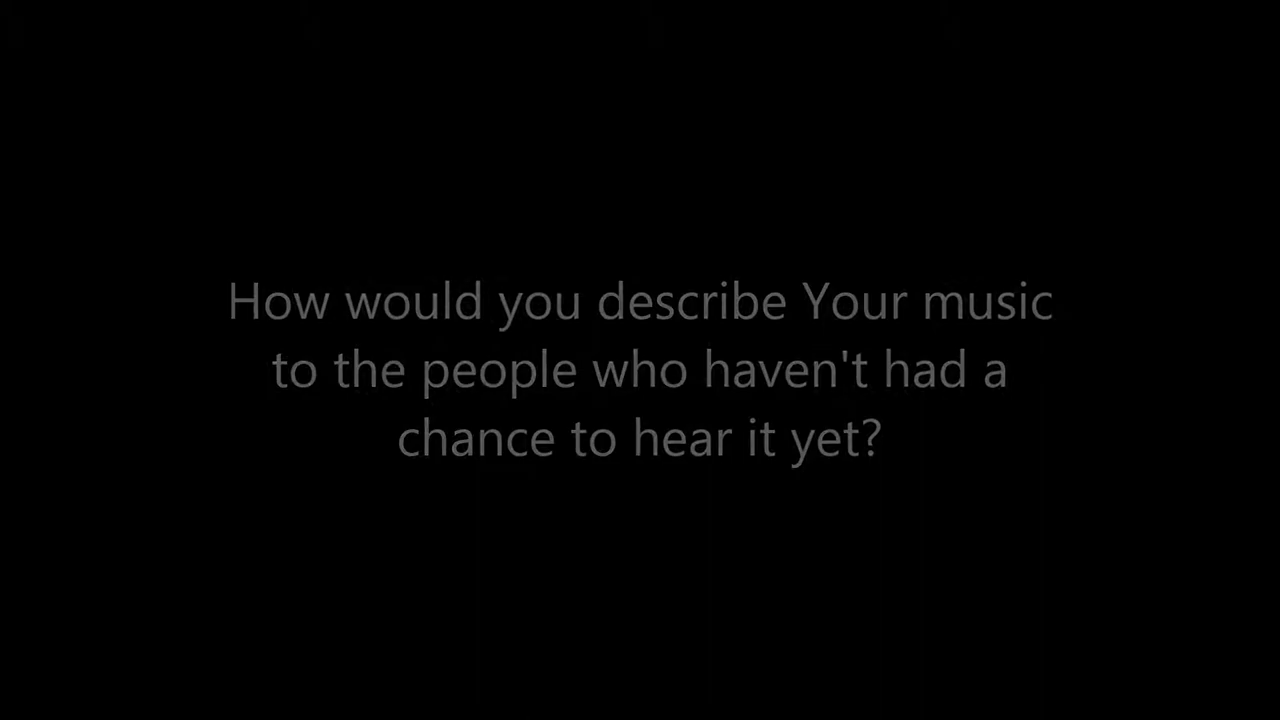 How would you describe Your music
to the people who haven't had a
chance to hear it yet?